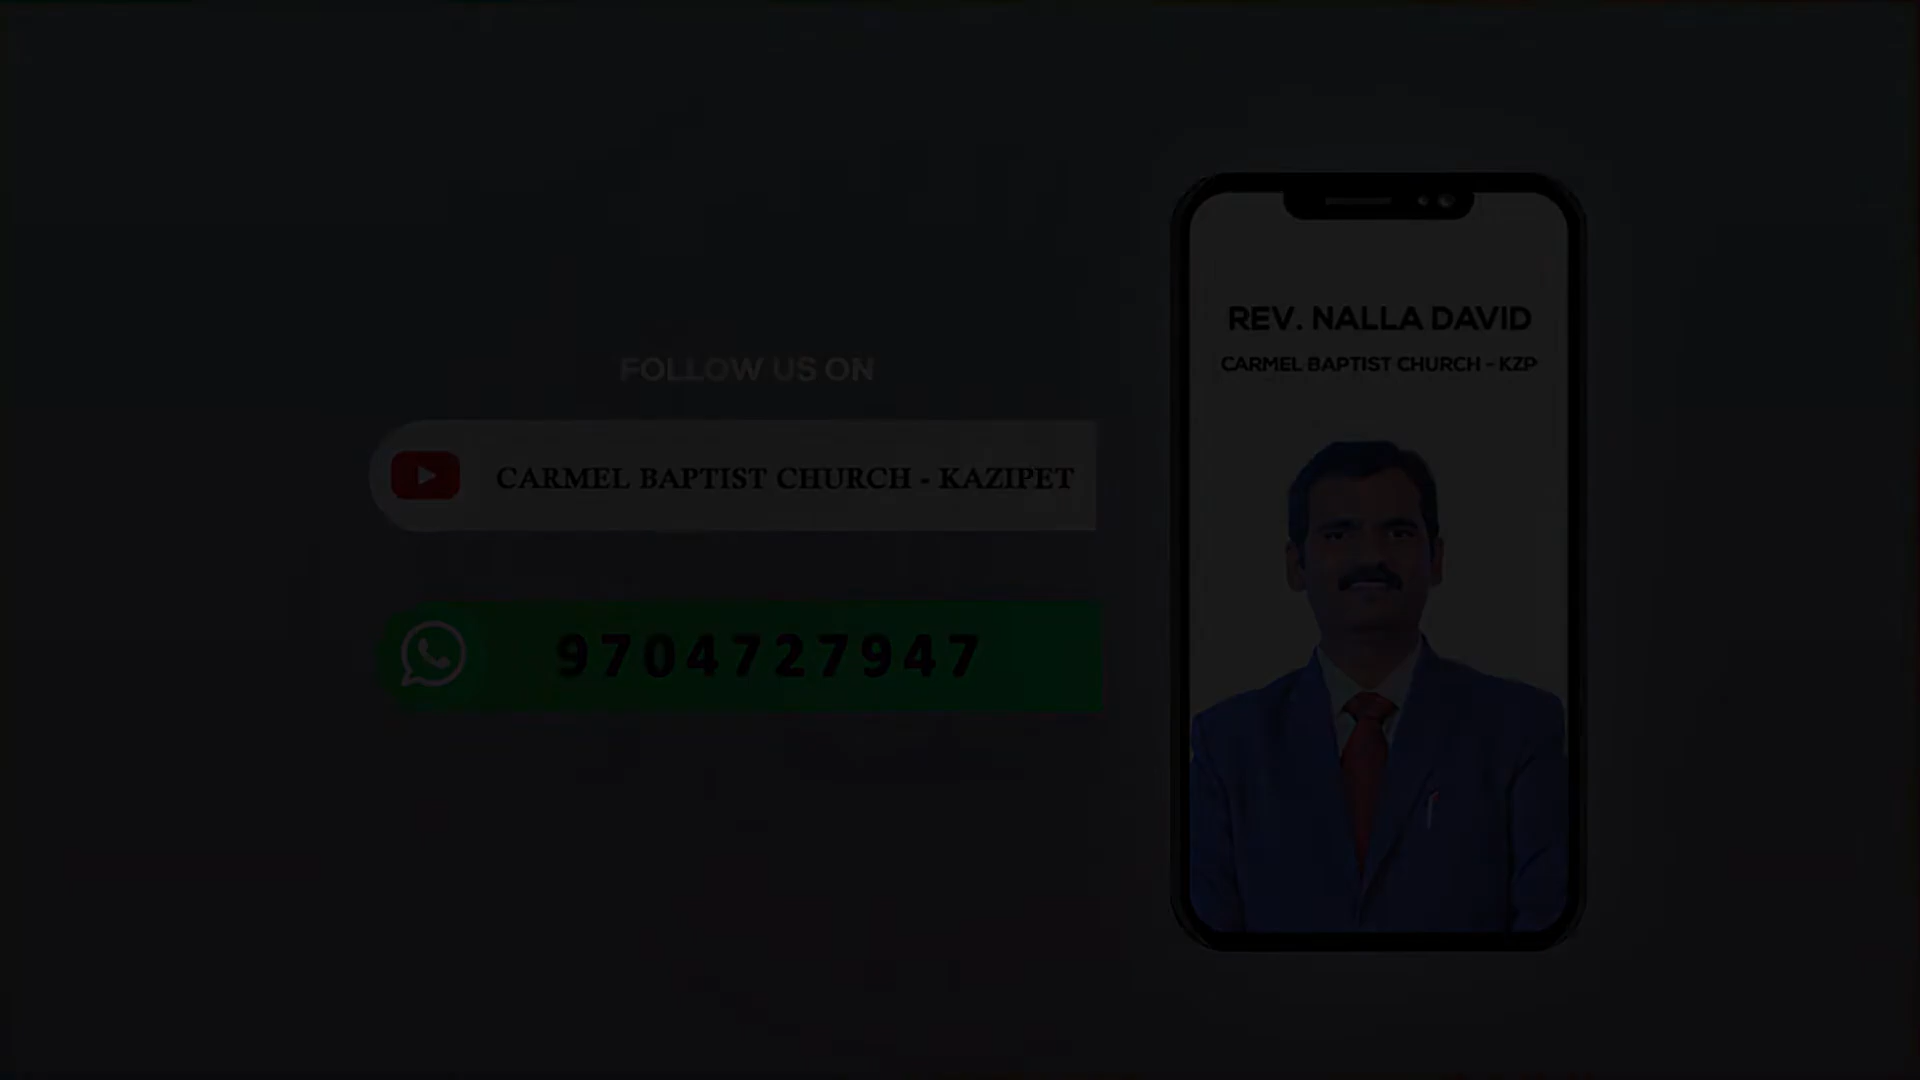 FOLLOW US ON
CARMEL BAPTIST CHURCH - KAZIPET
9704727947
REV. NALLA DAVID
CARMEL BAPTIST CHURCH - KZP